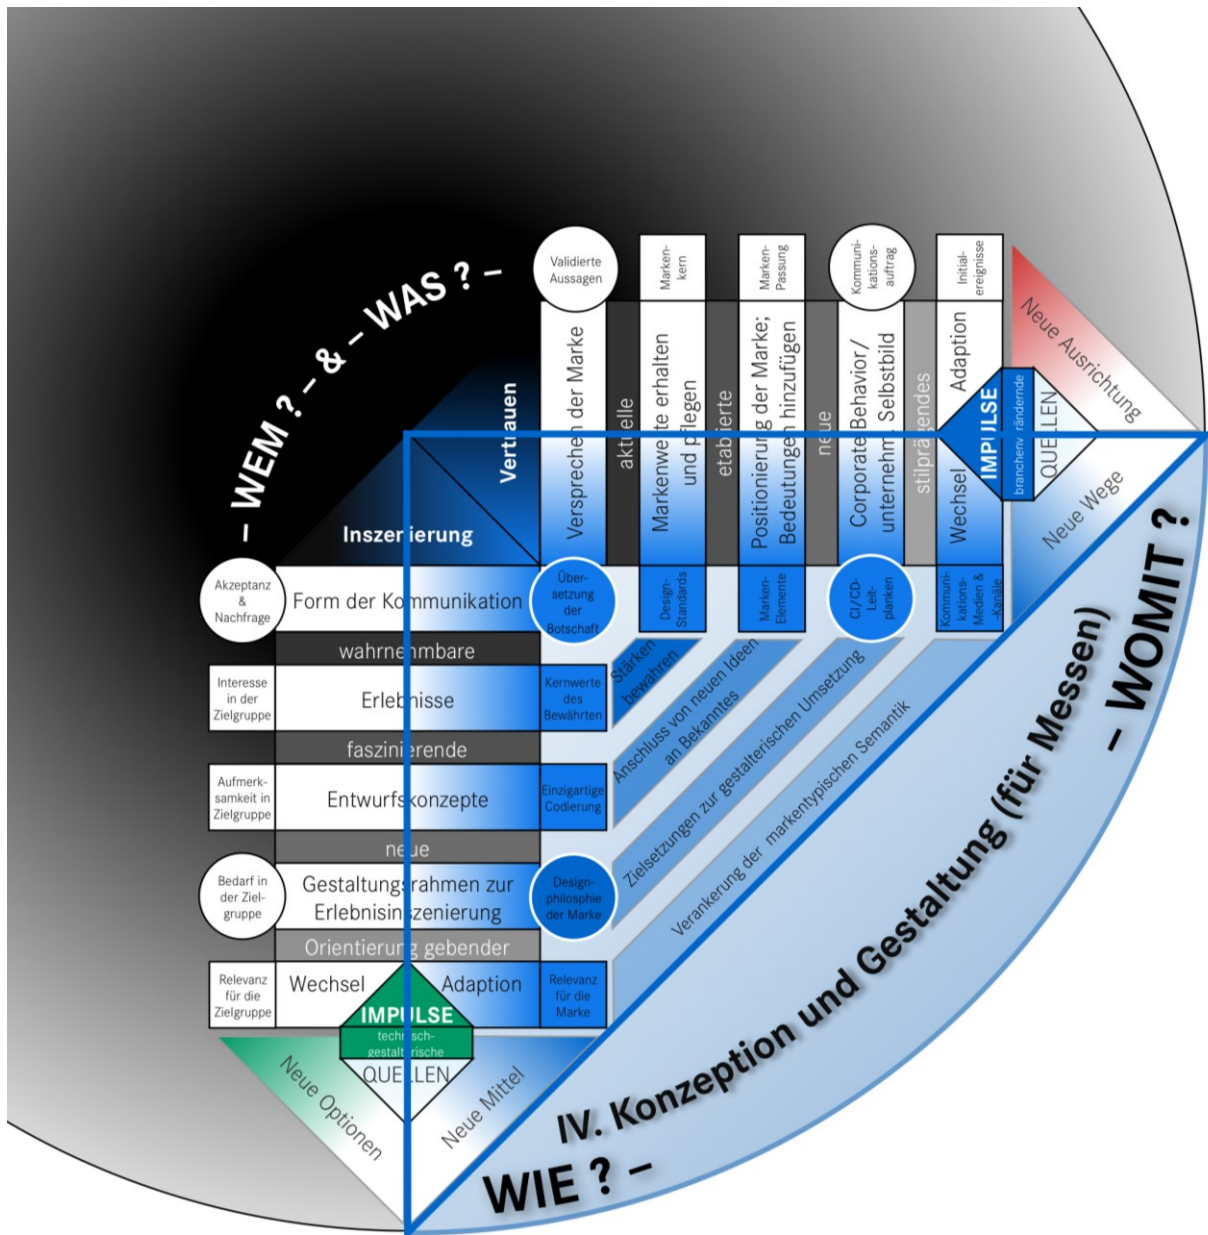 – WEM ? – & – WAS ? –
Validierte
Aussagen
Marken-
kern
Marken-
Passung
Kommuni-
kations-
auftrag
Initial-
ereignisse
Vertrauen
Versprechen der Marke
aktuelle
Markenwerte erhalten
und pflegen
etablierte
Positionierung der Marke;
Bedeutungen hinzufügen
neue
Corporate Behavior/
unternehm. Selbstbild
stilprägendes
Wechsel
Adaption
IMPULSE
branchenverändernde
QUELLEN
Neue Ausrichtung
Neue Wege
Inszenierung
Akzeptanz
&
Nachfrage
Form der Kommunikation
Über-
setzung
der
Botschaft
Design-
Standards
Marken-
Elemente
CI/CD-
Leit-
planken
Kommuni-
kations-
Medien &
-Kanäle
wahrnehmbare
Interesse
in der
Zielgruppe
Erlebnisse
Kernwerte
des
Bewährten
Stärken
bewahren
faszinierende
Aufmerk-
samkeit in
Zielgruppe
Entwurfskonzepte
Einzigartige
Codierung
Anschluss von neuen Ideen
an Bekanntes
neue
Bedarf in
der Ziel-
gruppe
Gestaltungsrahmen zur
Erlebnisinszenierung
Design-
philosphie
der Marke
Zielsetzungen zur gestalterischen Umsetzung
Orientierung gebender
Relevanz
für die
Zielgruppe
Wechsel
Adaption
Relevanz
für die
Marke
Verankerung der markentypischen Semantik
IMPULSE
technisch-
gestalterische
QUELLEN
Neue Optionen
Neue Mittel
IV. Konzeption und Gestaltung (für Messen)
WIE ? –
– WOMIT ?